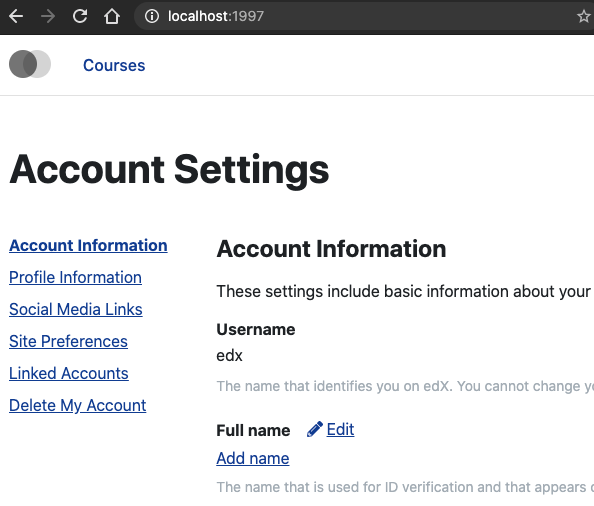 localhost:1997
Courses
Account Settings
Account Information
Profile Information
Social Media Links
Site Preferences
Linked Accounts
Delete My Account
Account Information
These settings include basic information about your
Username
edx
The name that identifies you on edX. You cannot change
Full name Edit
Add name
The name that is used for ID verification and that appears